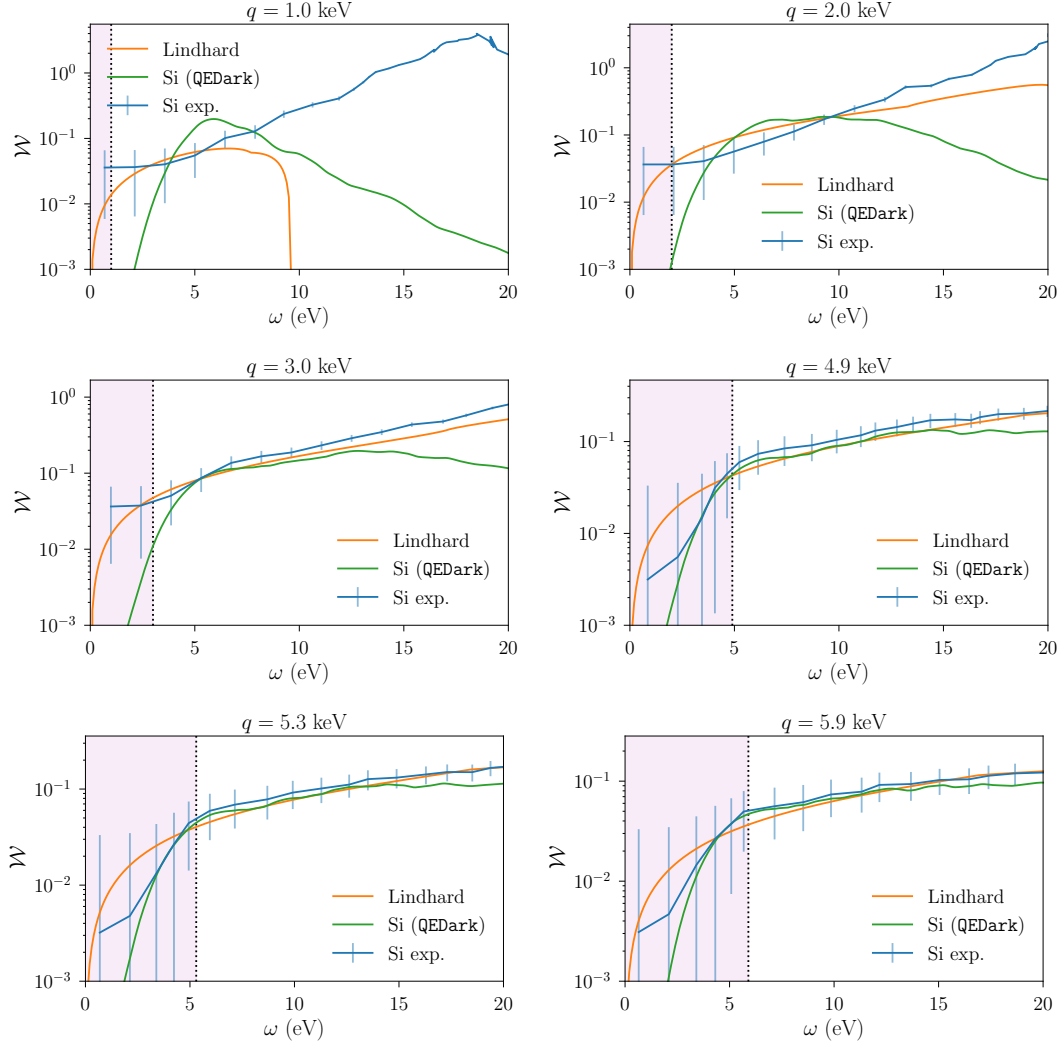 q = 1.0 keV
𝒲
10⁰
10⁻¹
10⁻²
10⁻³
Lindhard
Si (QEDark)
Si exp.
0 5 10 15 20
ω (eV)
q = 2.0 keV
𝒲
10⁰
10⁻¹
10⁻²
10⁻³
Lindhard
Si (QEDark)
Si exp.
0 5 10 15 20
ω (eV)
q = 3.0 keV
𝒲
10⁰
10⁻¹
10⁻²
10⁻³
Lindhard
Si (QEDark)
Si exp.
0 5 10 15 20
ω (eV)
q = 4.9 keV
𝒲
10⁻¹
10⁻²
10⁻³
Lindhard
Si (QEDark)
Si exp.
0 5 10 15 20
ω (eV)
q = 5.3 keV
𝒲
10⁻¹
10⁻²
10⁻³
Lindhard
Si (QEDark)
Si exp.
0 5 10 15 20
ω (eV)
q = 5.9 keV
𝒲
10⁻¹
10⁻²
10⁻³
Lindhard
Si (QEDark)
Si exp.
0 5 10 15 20
ω (eV)